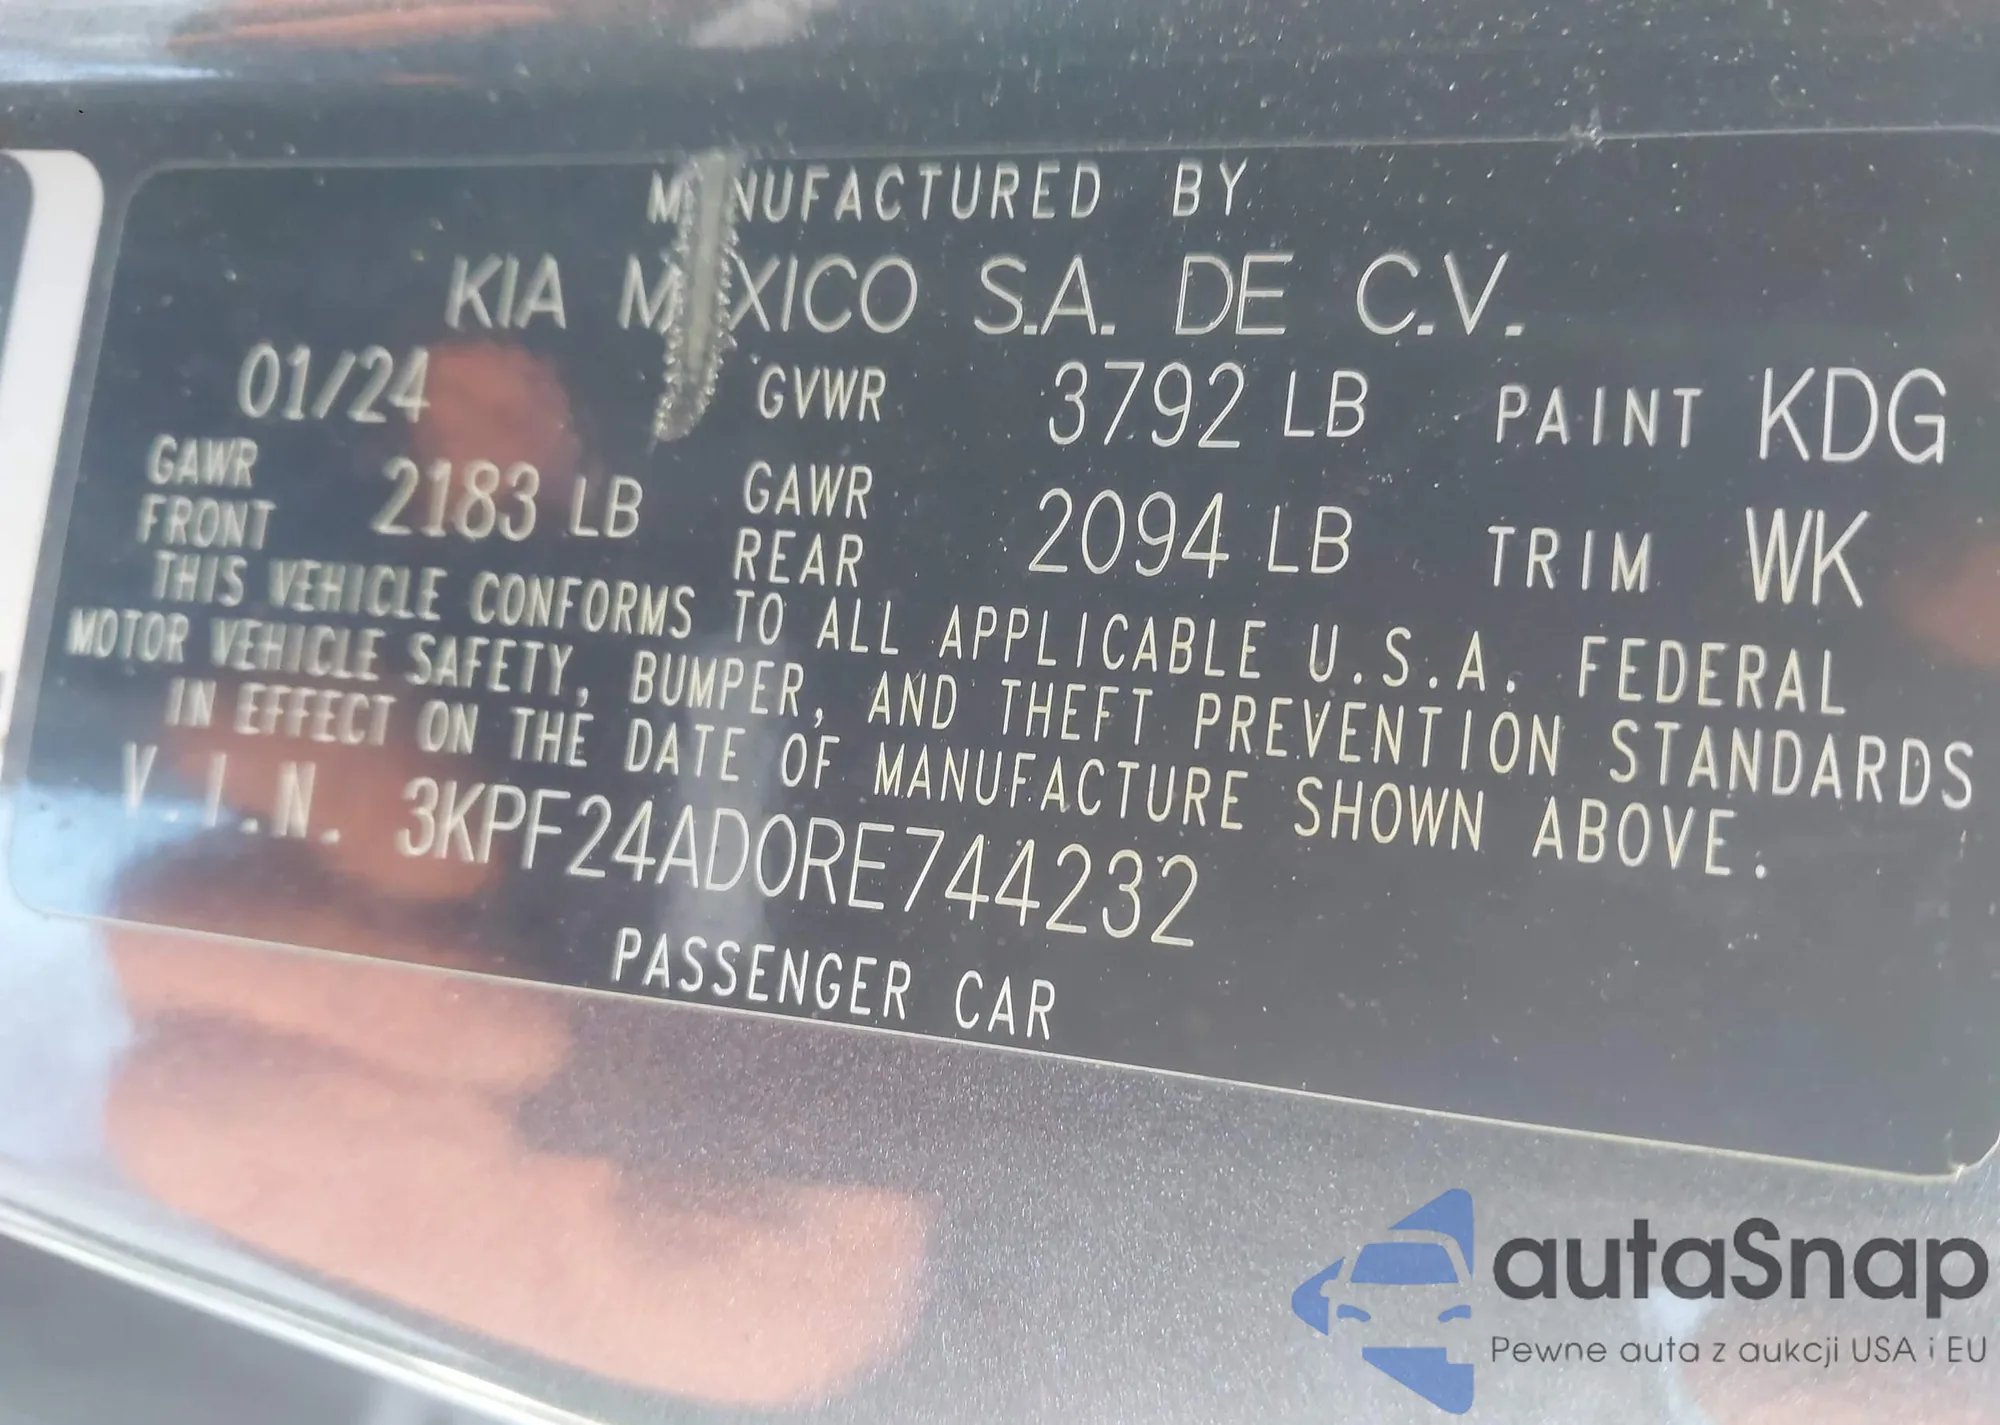 MANUFACTURED BY
KIA MEXICO S.A. DE C.V.
01/24 GVWR 3792 LB PAINT KDG
GAWR FRONT 2183 LB GAWR REAR 2094 LB TRIM WK
THIS VEHICLE CONFORMS TO ALL APPLICABLE U.S.A. FEDERAL
MOTOR VEHICLE SAFETY, BUMPER, AND THEFT PREVENTION STANDARDS
IN EFFECT ON THE DATE OF MANUFACTURE SHOWN ABOVE.
V.I.N. 3KPF24AD0RE744232
PASSENGER CAR
autaSnap
Pewne auta z aukcji USA i EU